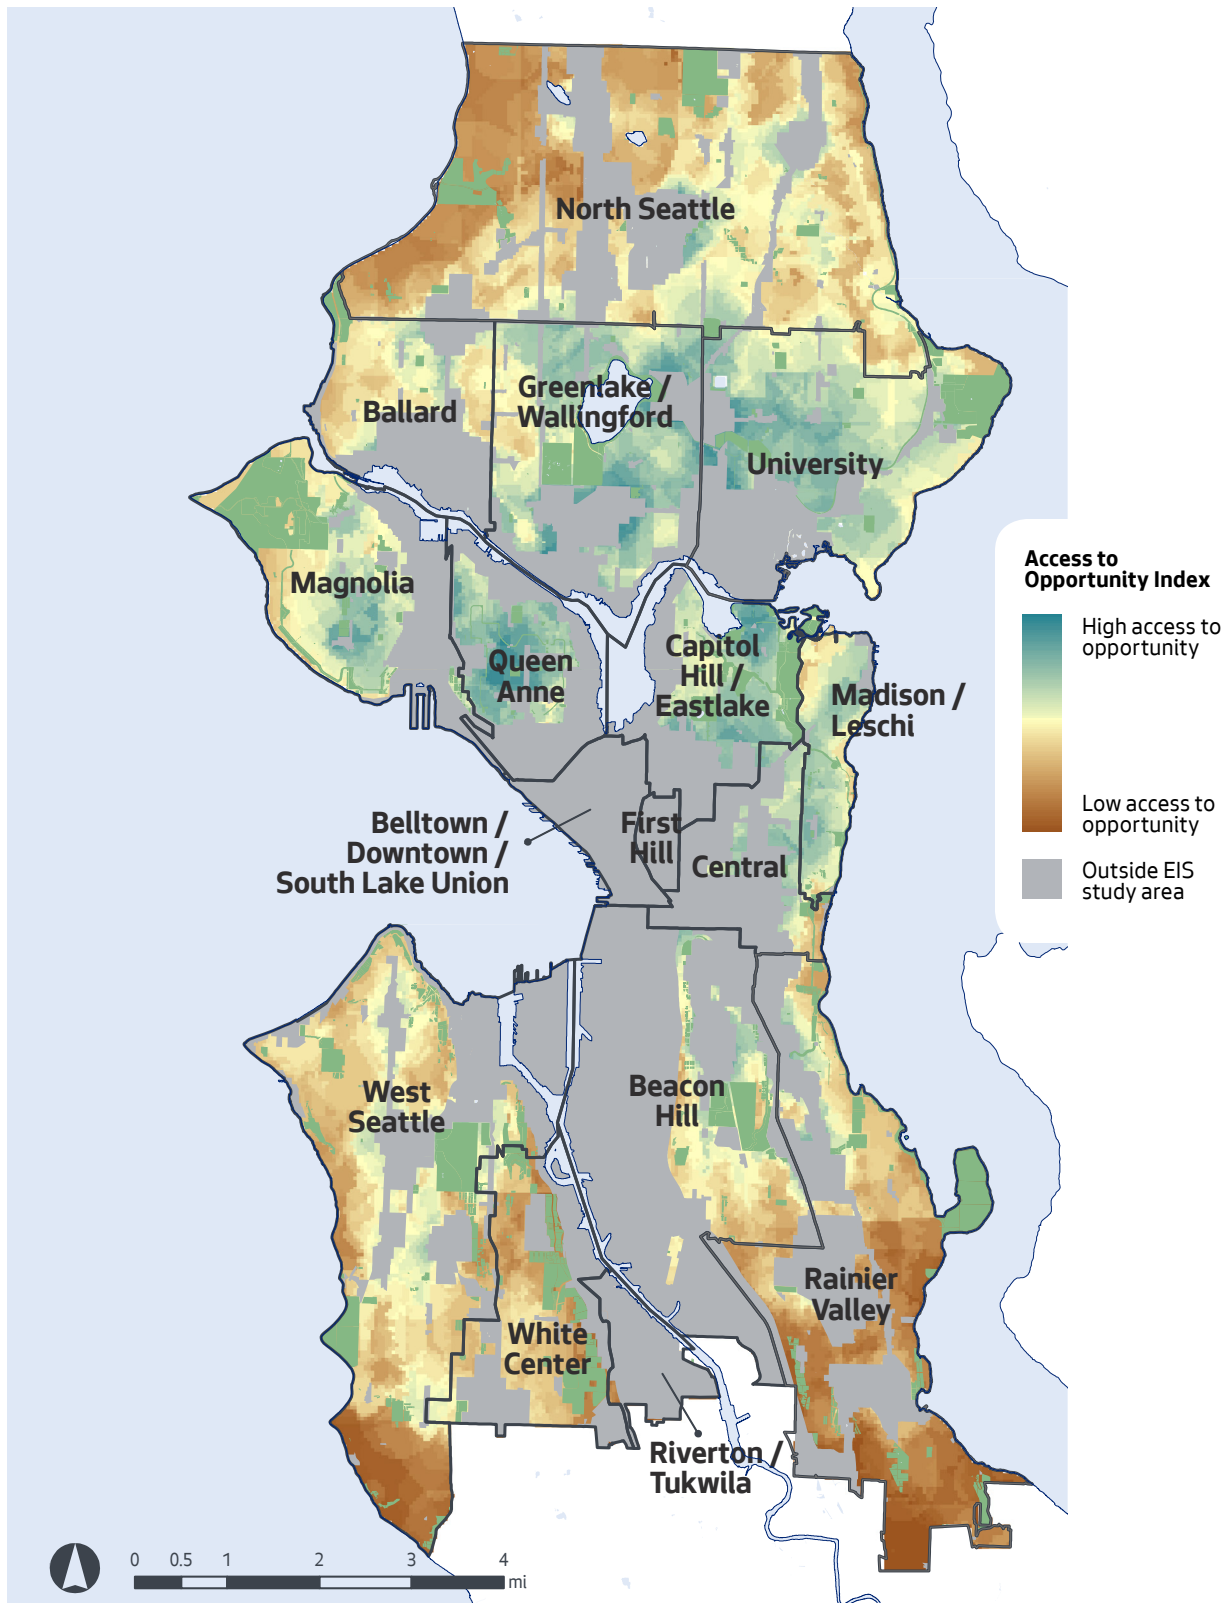 North Seattle
Greenlake /
Wallingford
Ballard
University
Access to
Opportunity Index
High access to
opportunity
Low access to
opportunity
Outside EIS
study area
Magnolia
Queen
Anne
Capitol
Hill /
Eastlake
Madison /
Leschi
Belltown /
Downtown /
South Lake Union
First
Hill
Central
West
Seattle
Beacon
Hill
Rainier
Valley
White
Center
Riverton /
Tukwila
0 0.5 1 2 3 4
mi